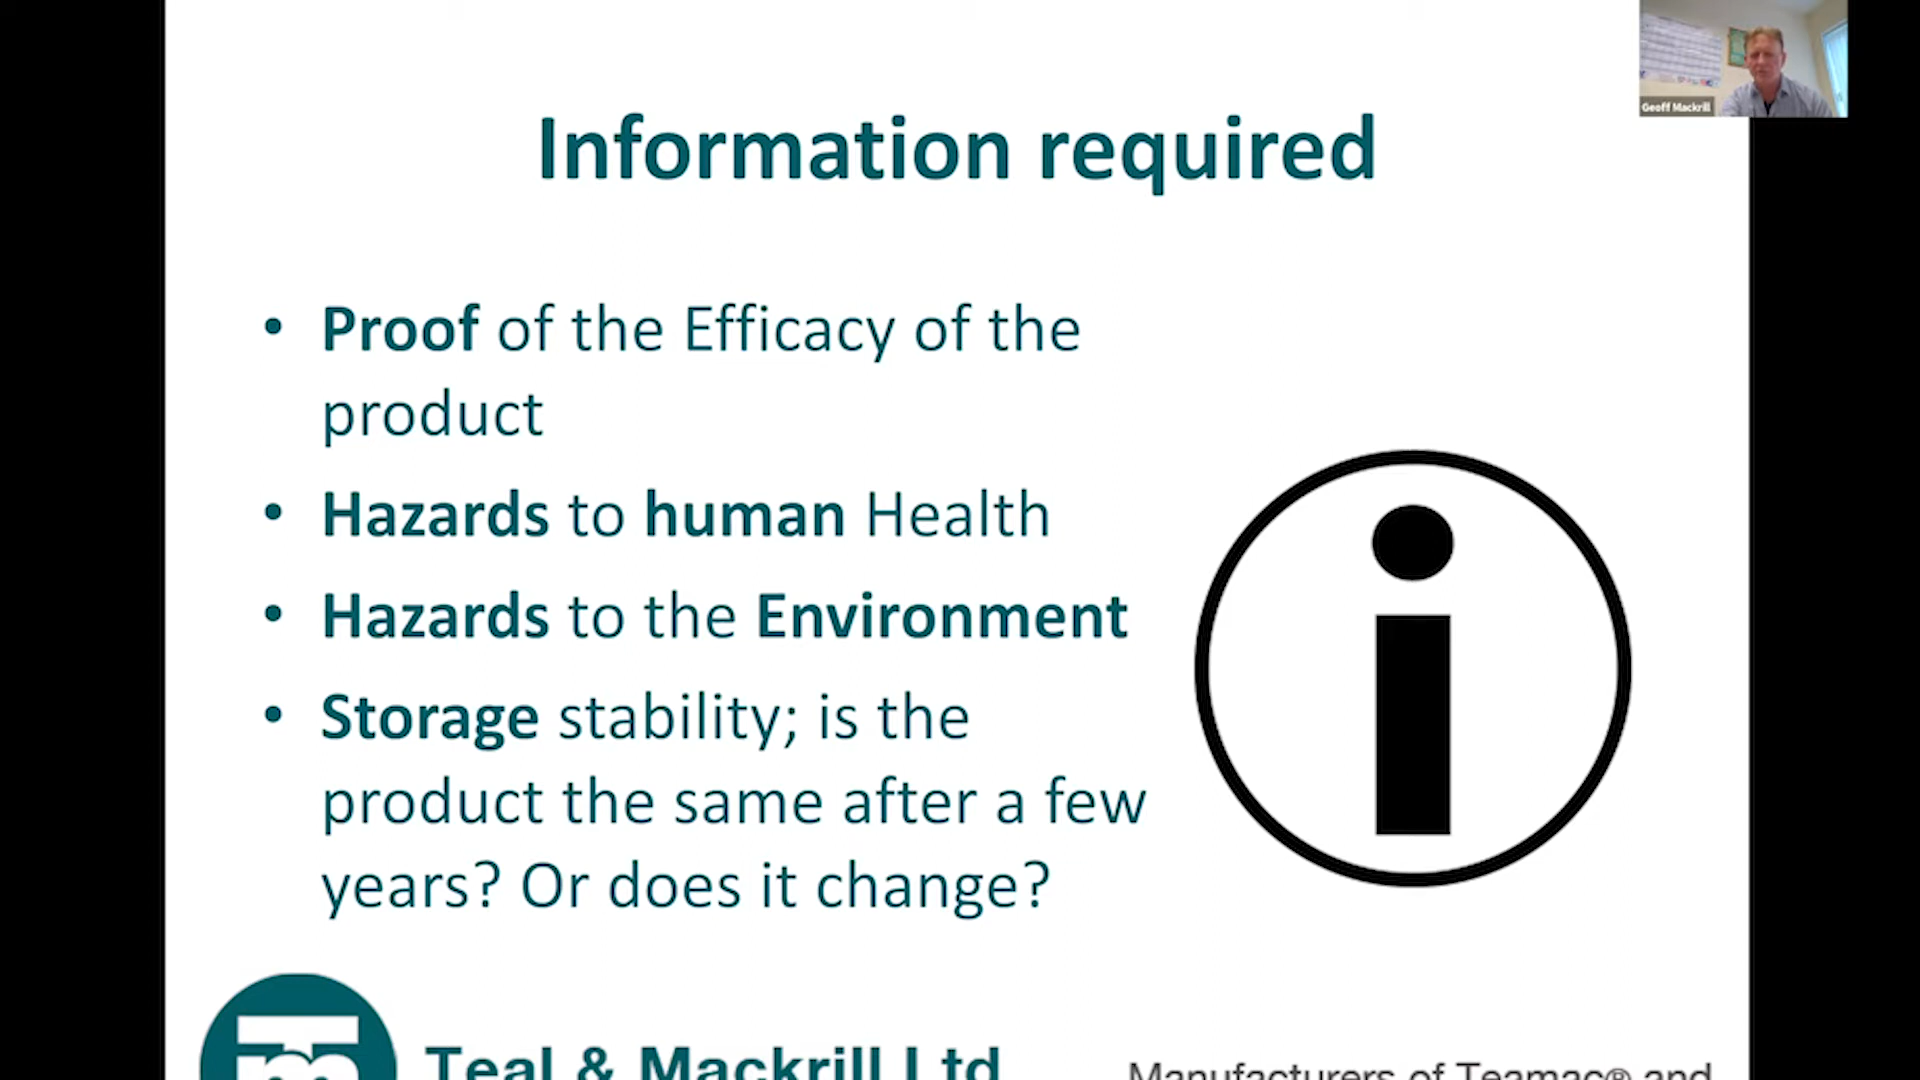 Geoff Mackrill
Information required
• Proof of the Efficacy of the
product
• Hazards to human Health
• Hazards to the Environment
• Storage stability; is the
product the same after a few
years? Or does it change?
Teal & Mackrill Ltd
Manufacturers of Teamac® and